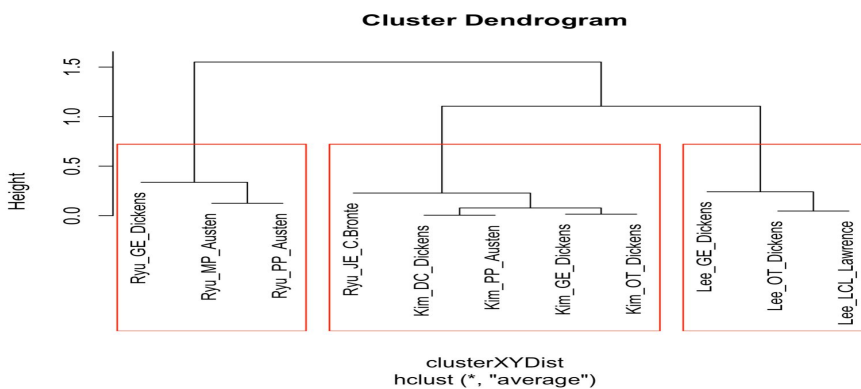 Cluster Dendrogram
Height
1.5
1.0
0.5
0.0
Ryu_GE_Dickens
Ryu_MP_Austen
Ryu_PP_Austen
Ryu_JE_C.Bronte
Kim_DC_Dickens
Kim_PP_Austen
Kim_GE_Dickens
Kim_OT_Dickens
Lee_GE_Dickens
Lee_OT_Dickens
Lee_LCL_Lawrence
clusterXYDist
hclust (*, "average")